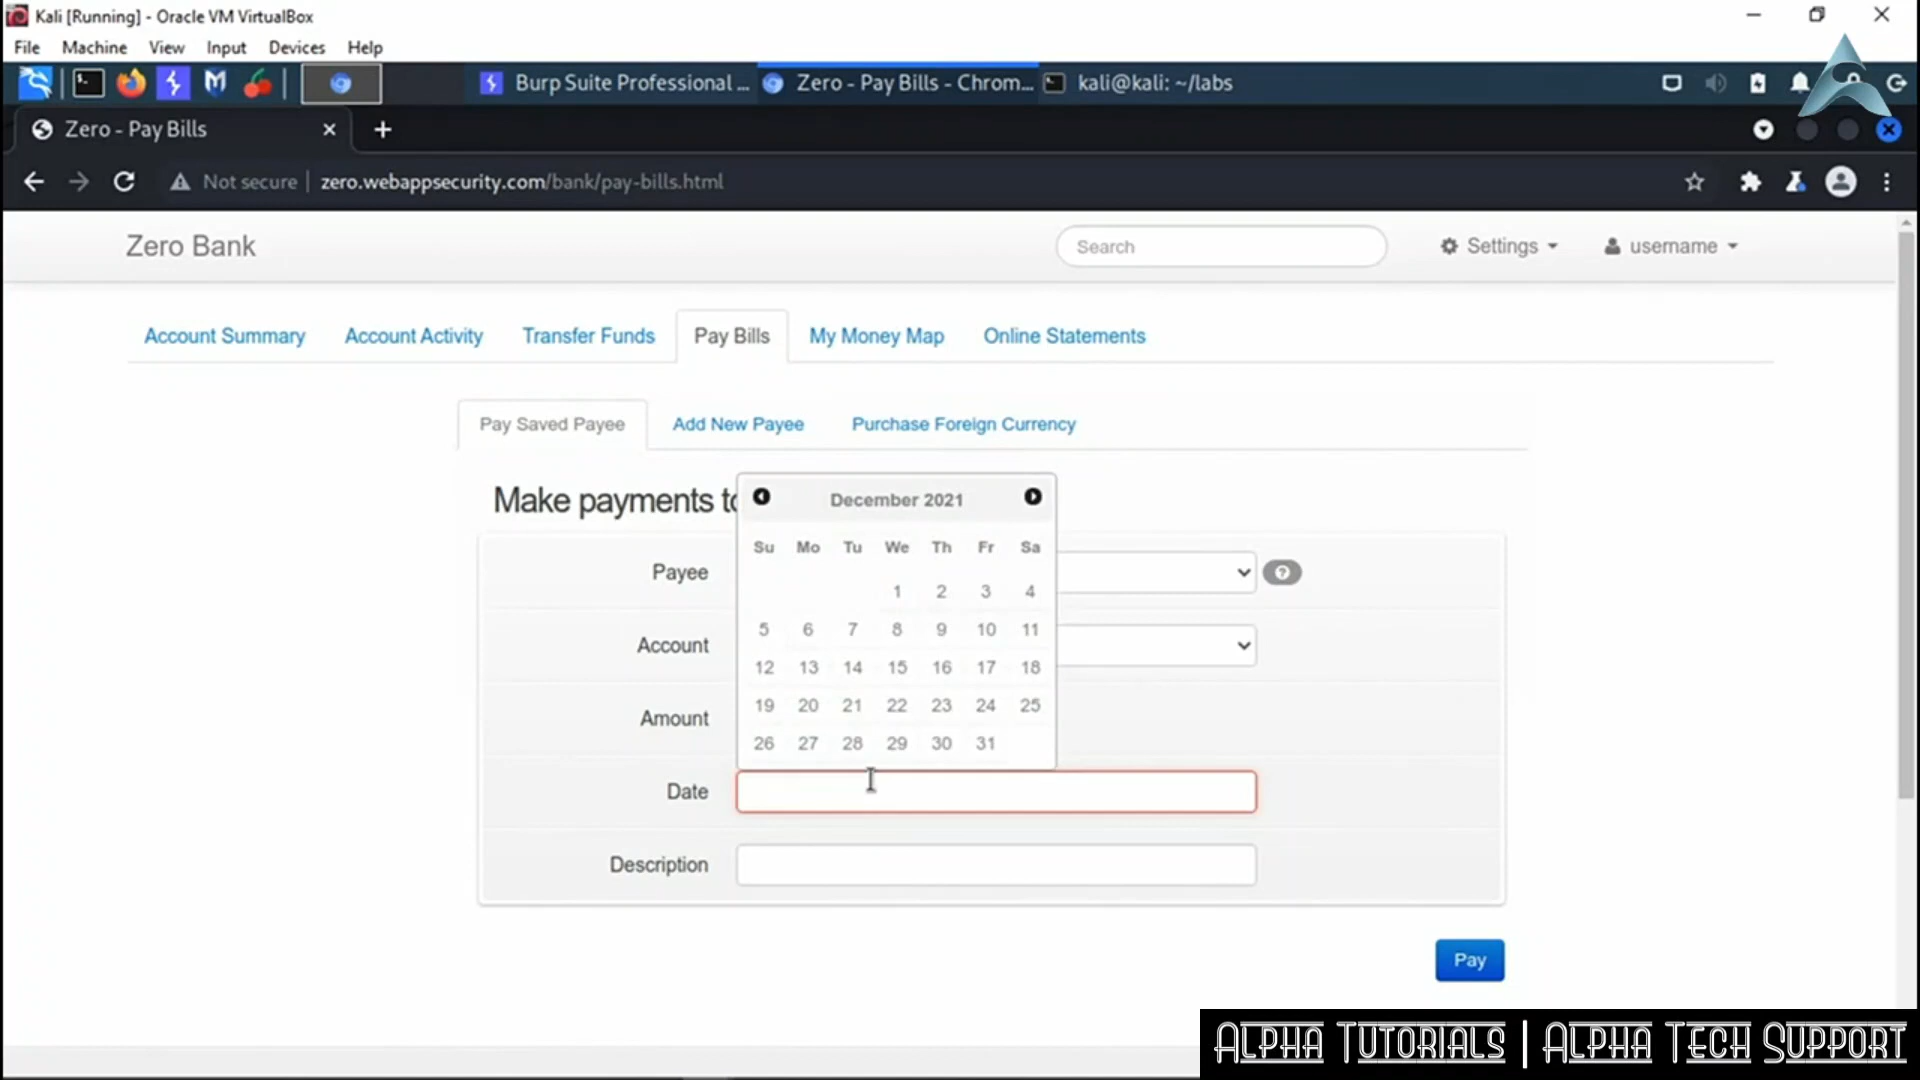 Kali [Running] - Oracle VM VirtualBox
File Machine View Input Devices Help
Burp Suite Professional ... Zero - Pay Bills - Chrom... kali@kali: ~/labs
Zero - Pay Bills
Not secure | zero.webappsecurity.com/bank/pay-bills.html
Zero Bank Search Settings username
Account Summary Account Activity Transfer Funds Pay Bills My Money Map Online Statements
Pay Saved Payee Add New Payee Purchase Foreign Currency
Make payments to
December 2021
Su Mo Tu We Th Fr Sa
1 2 3 4
5 6 7 8 9 10 11
12 13 14 15 16 17 18
19 20 21 22 23 24 25
26 27 28 29 30 31
Payee
Account
Amount
Date
Description
Pay
Alpha Tutorials | Alpha Tech Support